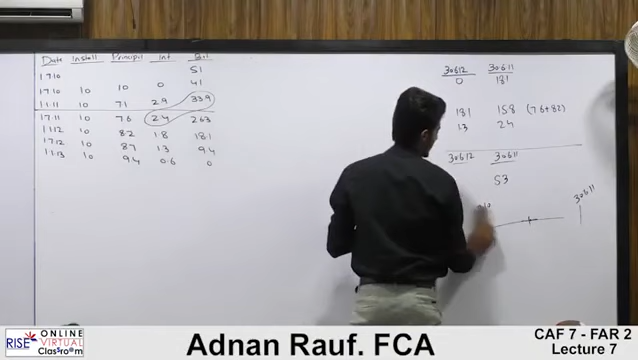 Date Install Principal Int Bal
1.7.10 51
1.7.10 10 10 0 41
1.1.11 10 7.1 2.9 33.9
1.7.11 10 7.6 2.4 26.3
1.1.12 10 8.2 1.8 18.1
1.7.12 10 8.7 1.3 9.4
1.1.13 10 9.4 0.6 0
30.6.12 30.6.11
0 18.1
18.1 15.8 (7.6+8.2)
1.3 2.4
30.6.12 30.6.11
5.3
30.6.11
RISE ONLINE VIRTUAL Classroom
Adnan Rauf. FCA
CAF 7 - FAR 2
Lecture 7